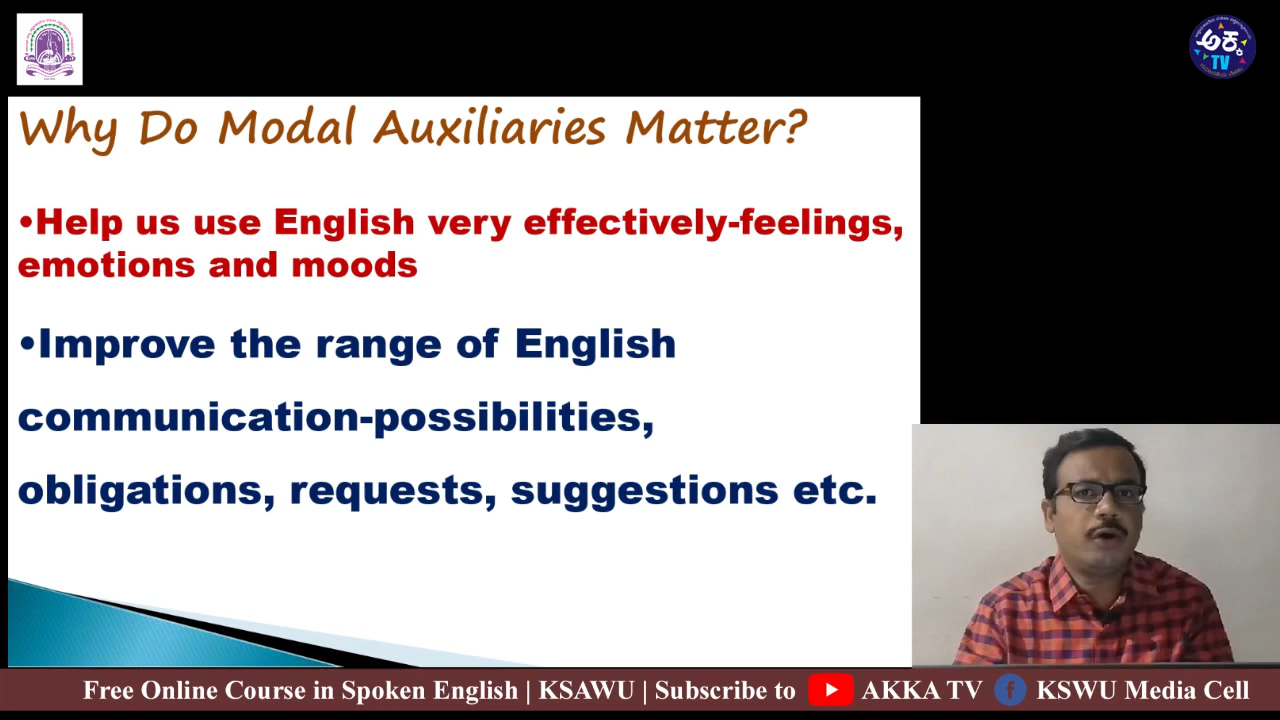 ಅಕ್ಕ
TV
Why Do Modal Auxiliaries Matter?
•Help us use English very effectively-feelings,
emotions and moods
•Improve the range of English
communication-possibilities,
obligations, requests, suggestions etc.
Free Online Course in Spoken English | KSAWU | Subscribe to AKKA TV f KSWU Media Cell